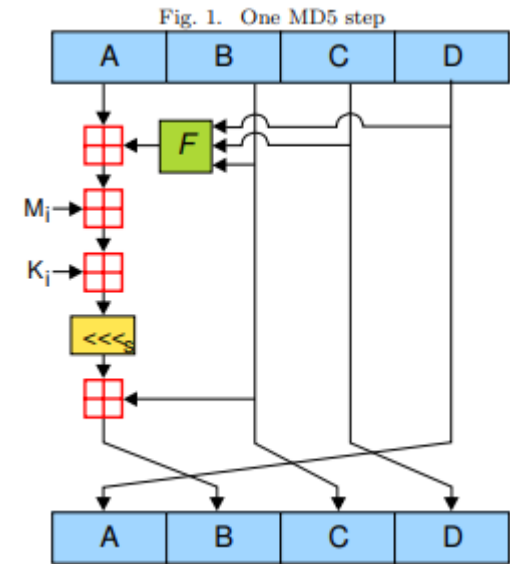 Fig. 1. One MD5 step
A B C D
F
Mi
Ki
<<<s
A B C D